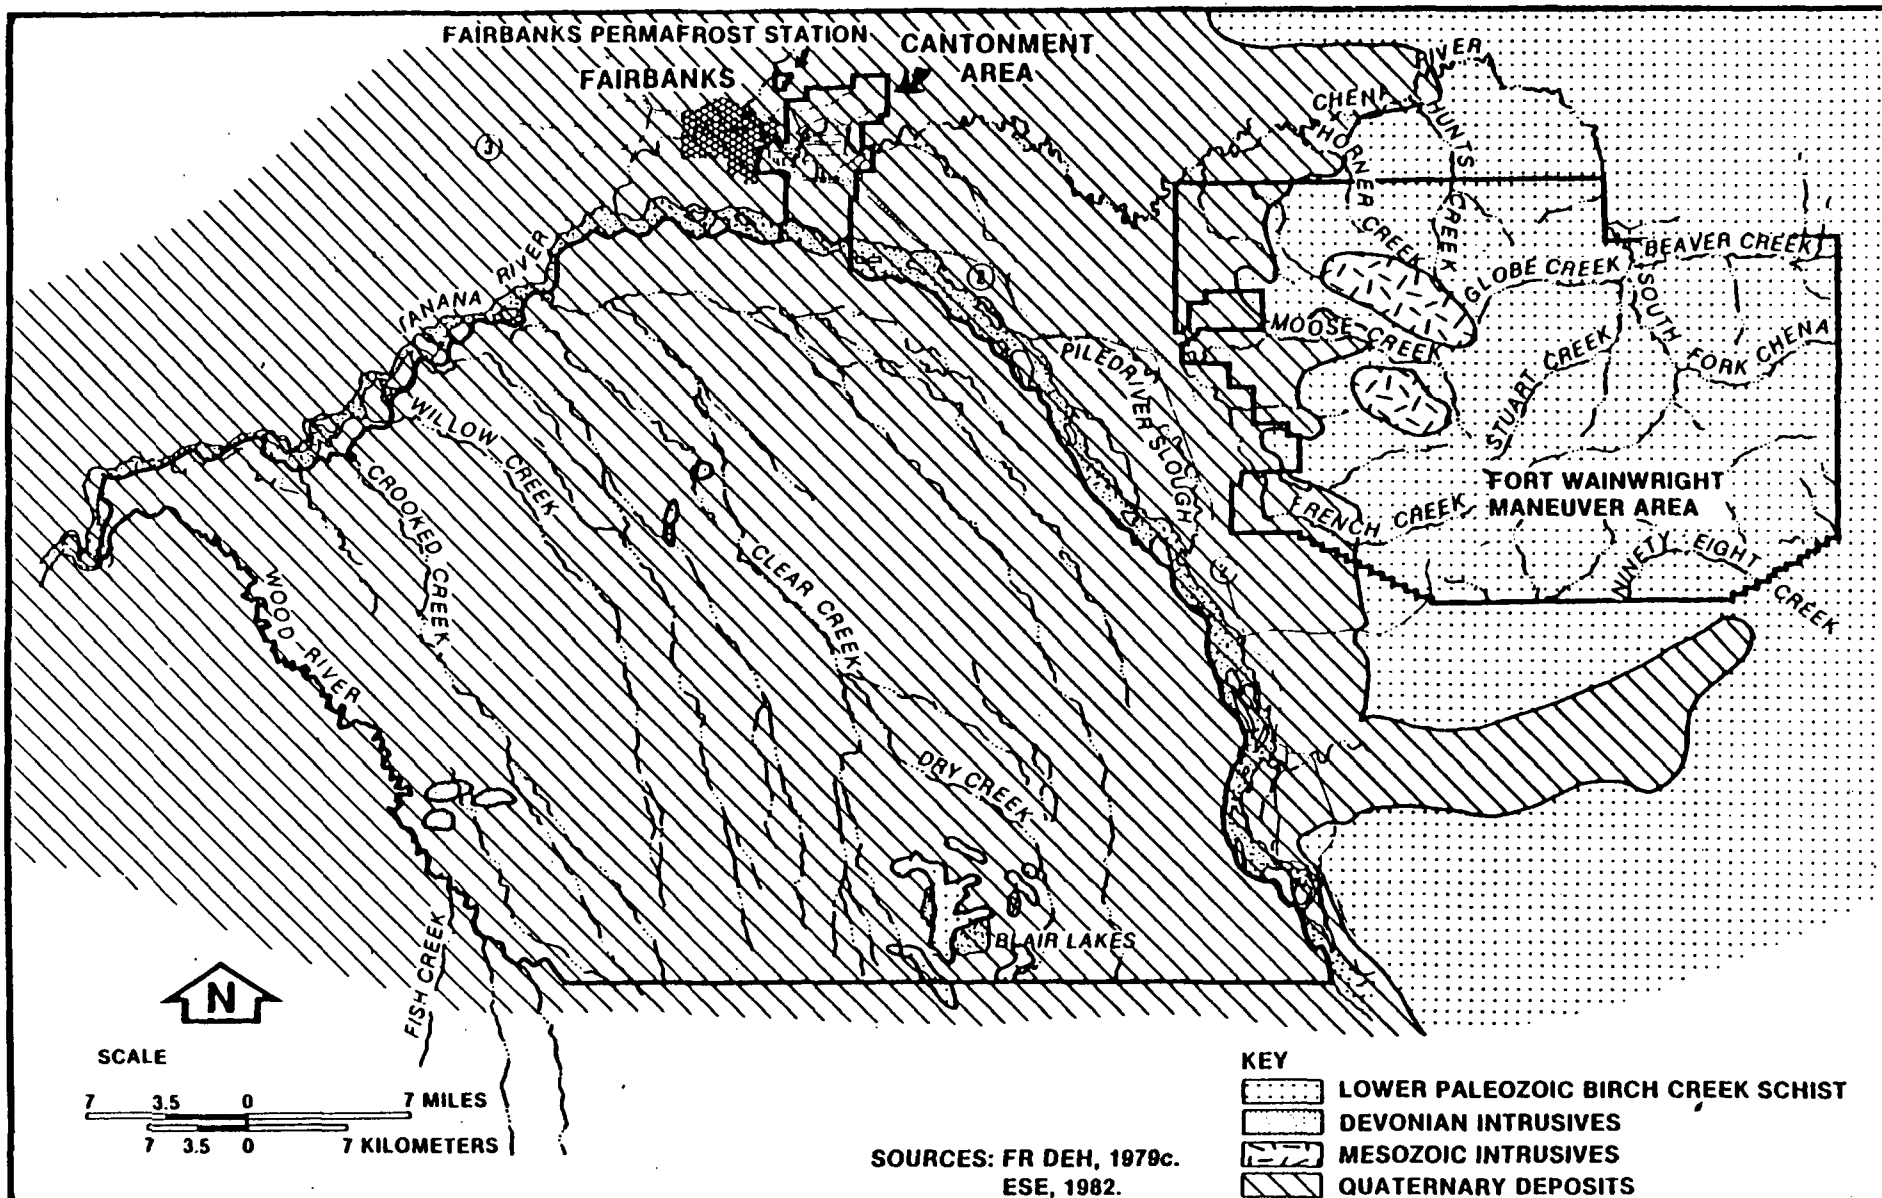 FAIRBANKS PERMAFROST STATION
CANTONMENT
AREA
FAIRBANKS
CHENA RIVER
HORNER CREEK
HUNTS CREEK
3
BEAVER CREEK
GLOBE CREEK
SOUTH FORK CHENA
TANANA RIVER
MOOSE CREEK
PILEDRIVER SLOUGH
STUART CREEK
WILLOW CREEK
CROOKED CREEK
FORT WAINWRIGHT
MANEUVER AREA
FRENCH CREEK
NINETY EIGHT CREEK
CLEAR CREEK
WOOD RIVER
DRY CREEK
BLAIR LAKES
FISH CREEK
N
SCALE
7 3.5 0 7 MILES
7 3.5 0 7 KILOMETERS
SOURCES: FR DEH, 1979c.
ESE, 1982.
KEY
LOWER PALEOZOIC BIRCH CREEK SCHIST
DEVONIAN INTRUSIVES
MESOZOIC INTRUSIVES
QUATERNARY DEPOSITS